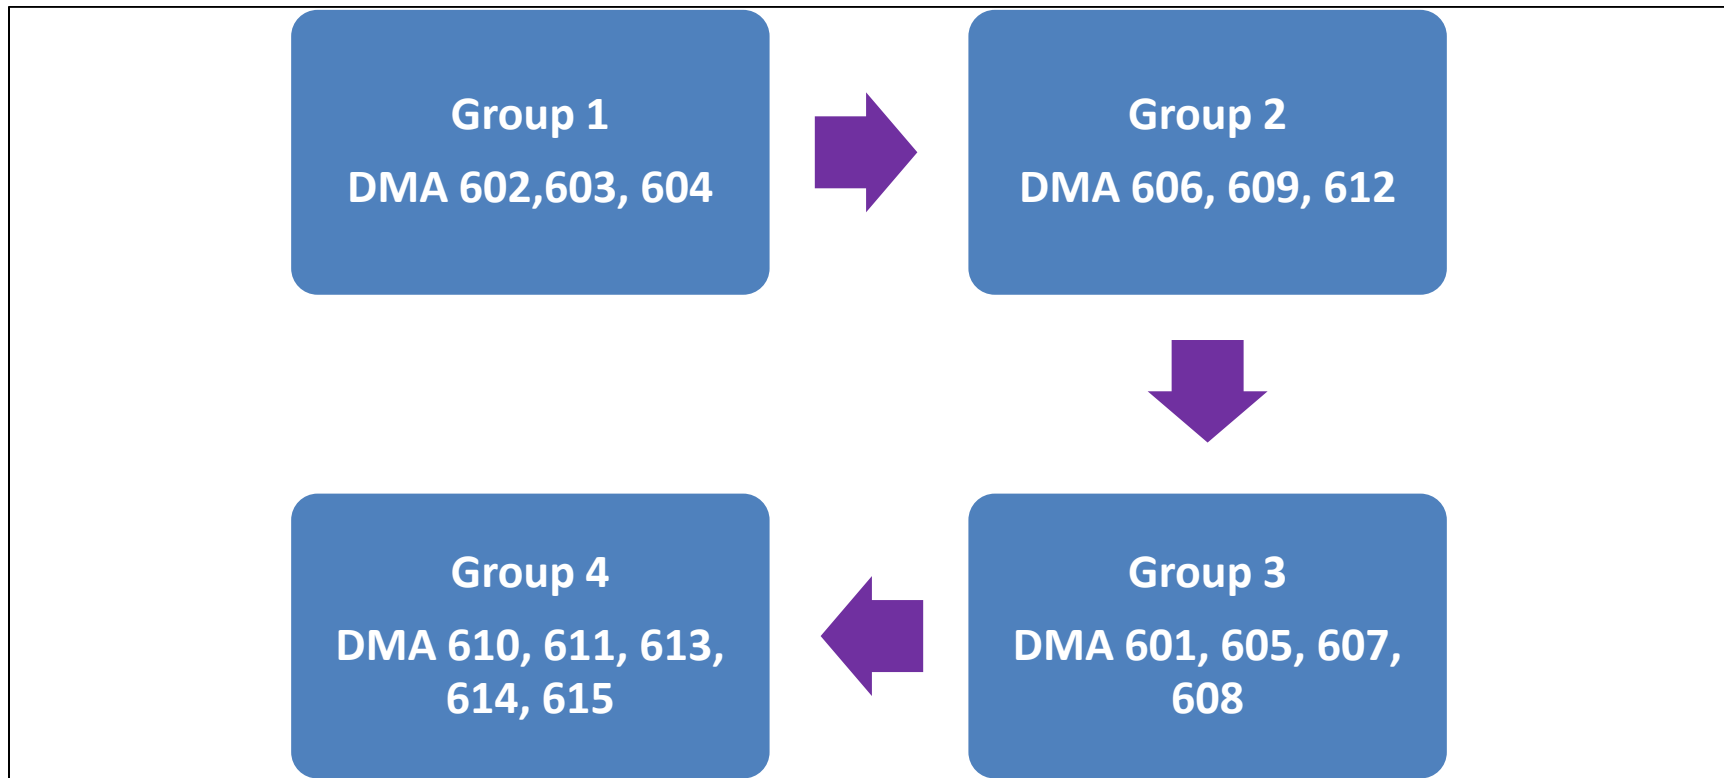 Group 1
DMA 602,603, 604
Group 2
DMA 606, 609, 612
Group 3
DMA 601, 605, 607,
608
Group 4
DMA 610, 611, 613,
614, 615